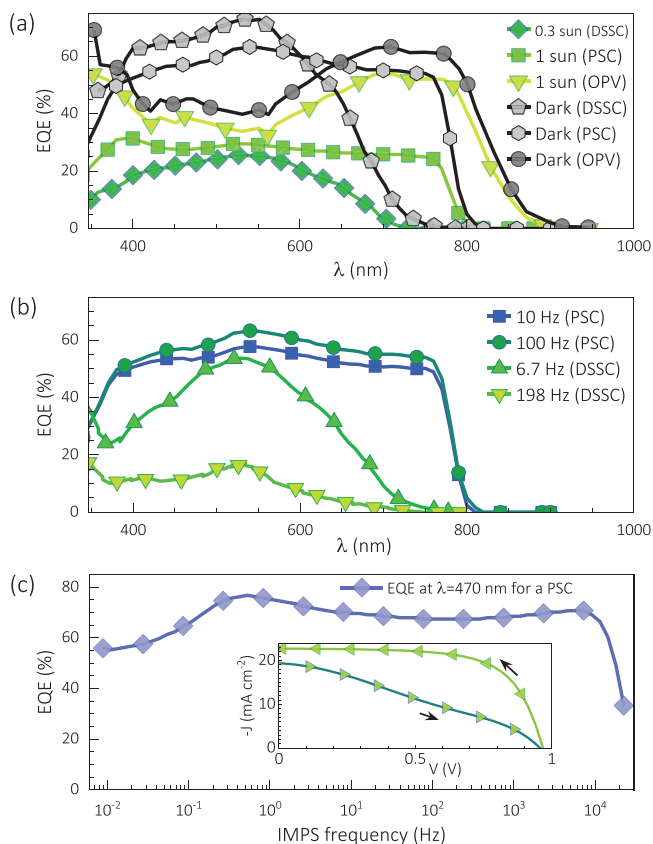 (a)
60
40
20
0
EQE (%)
400
600
800
1000
λ (nm)
0.3 sun (DSSC)
1 sun (PSC)
1 sun (OPV)
Dark (DSSC)
Dark (PSC)
Dark (OPV)
(b)
60
40
20
0
EQE (%)
400
600
800
1000
λ (nm)
10 Hz (PSC)
100 Hz (PSC)
6.7 Hz (DSSC)
198 Hz (DSSC)
(c)
80
60
40
20
0
EQE (%)
EQE at λ=470 nm for a PSC
20
10
0
-J (mA cm⁻²)
0
0.5
1
V (V)
10⁻²
10⁻¹
10⁰
10¹
10²
10³
10⁴
IMPS frequency (Hz)